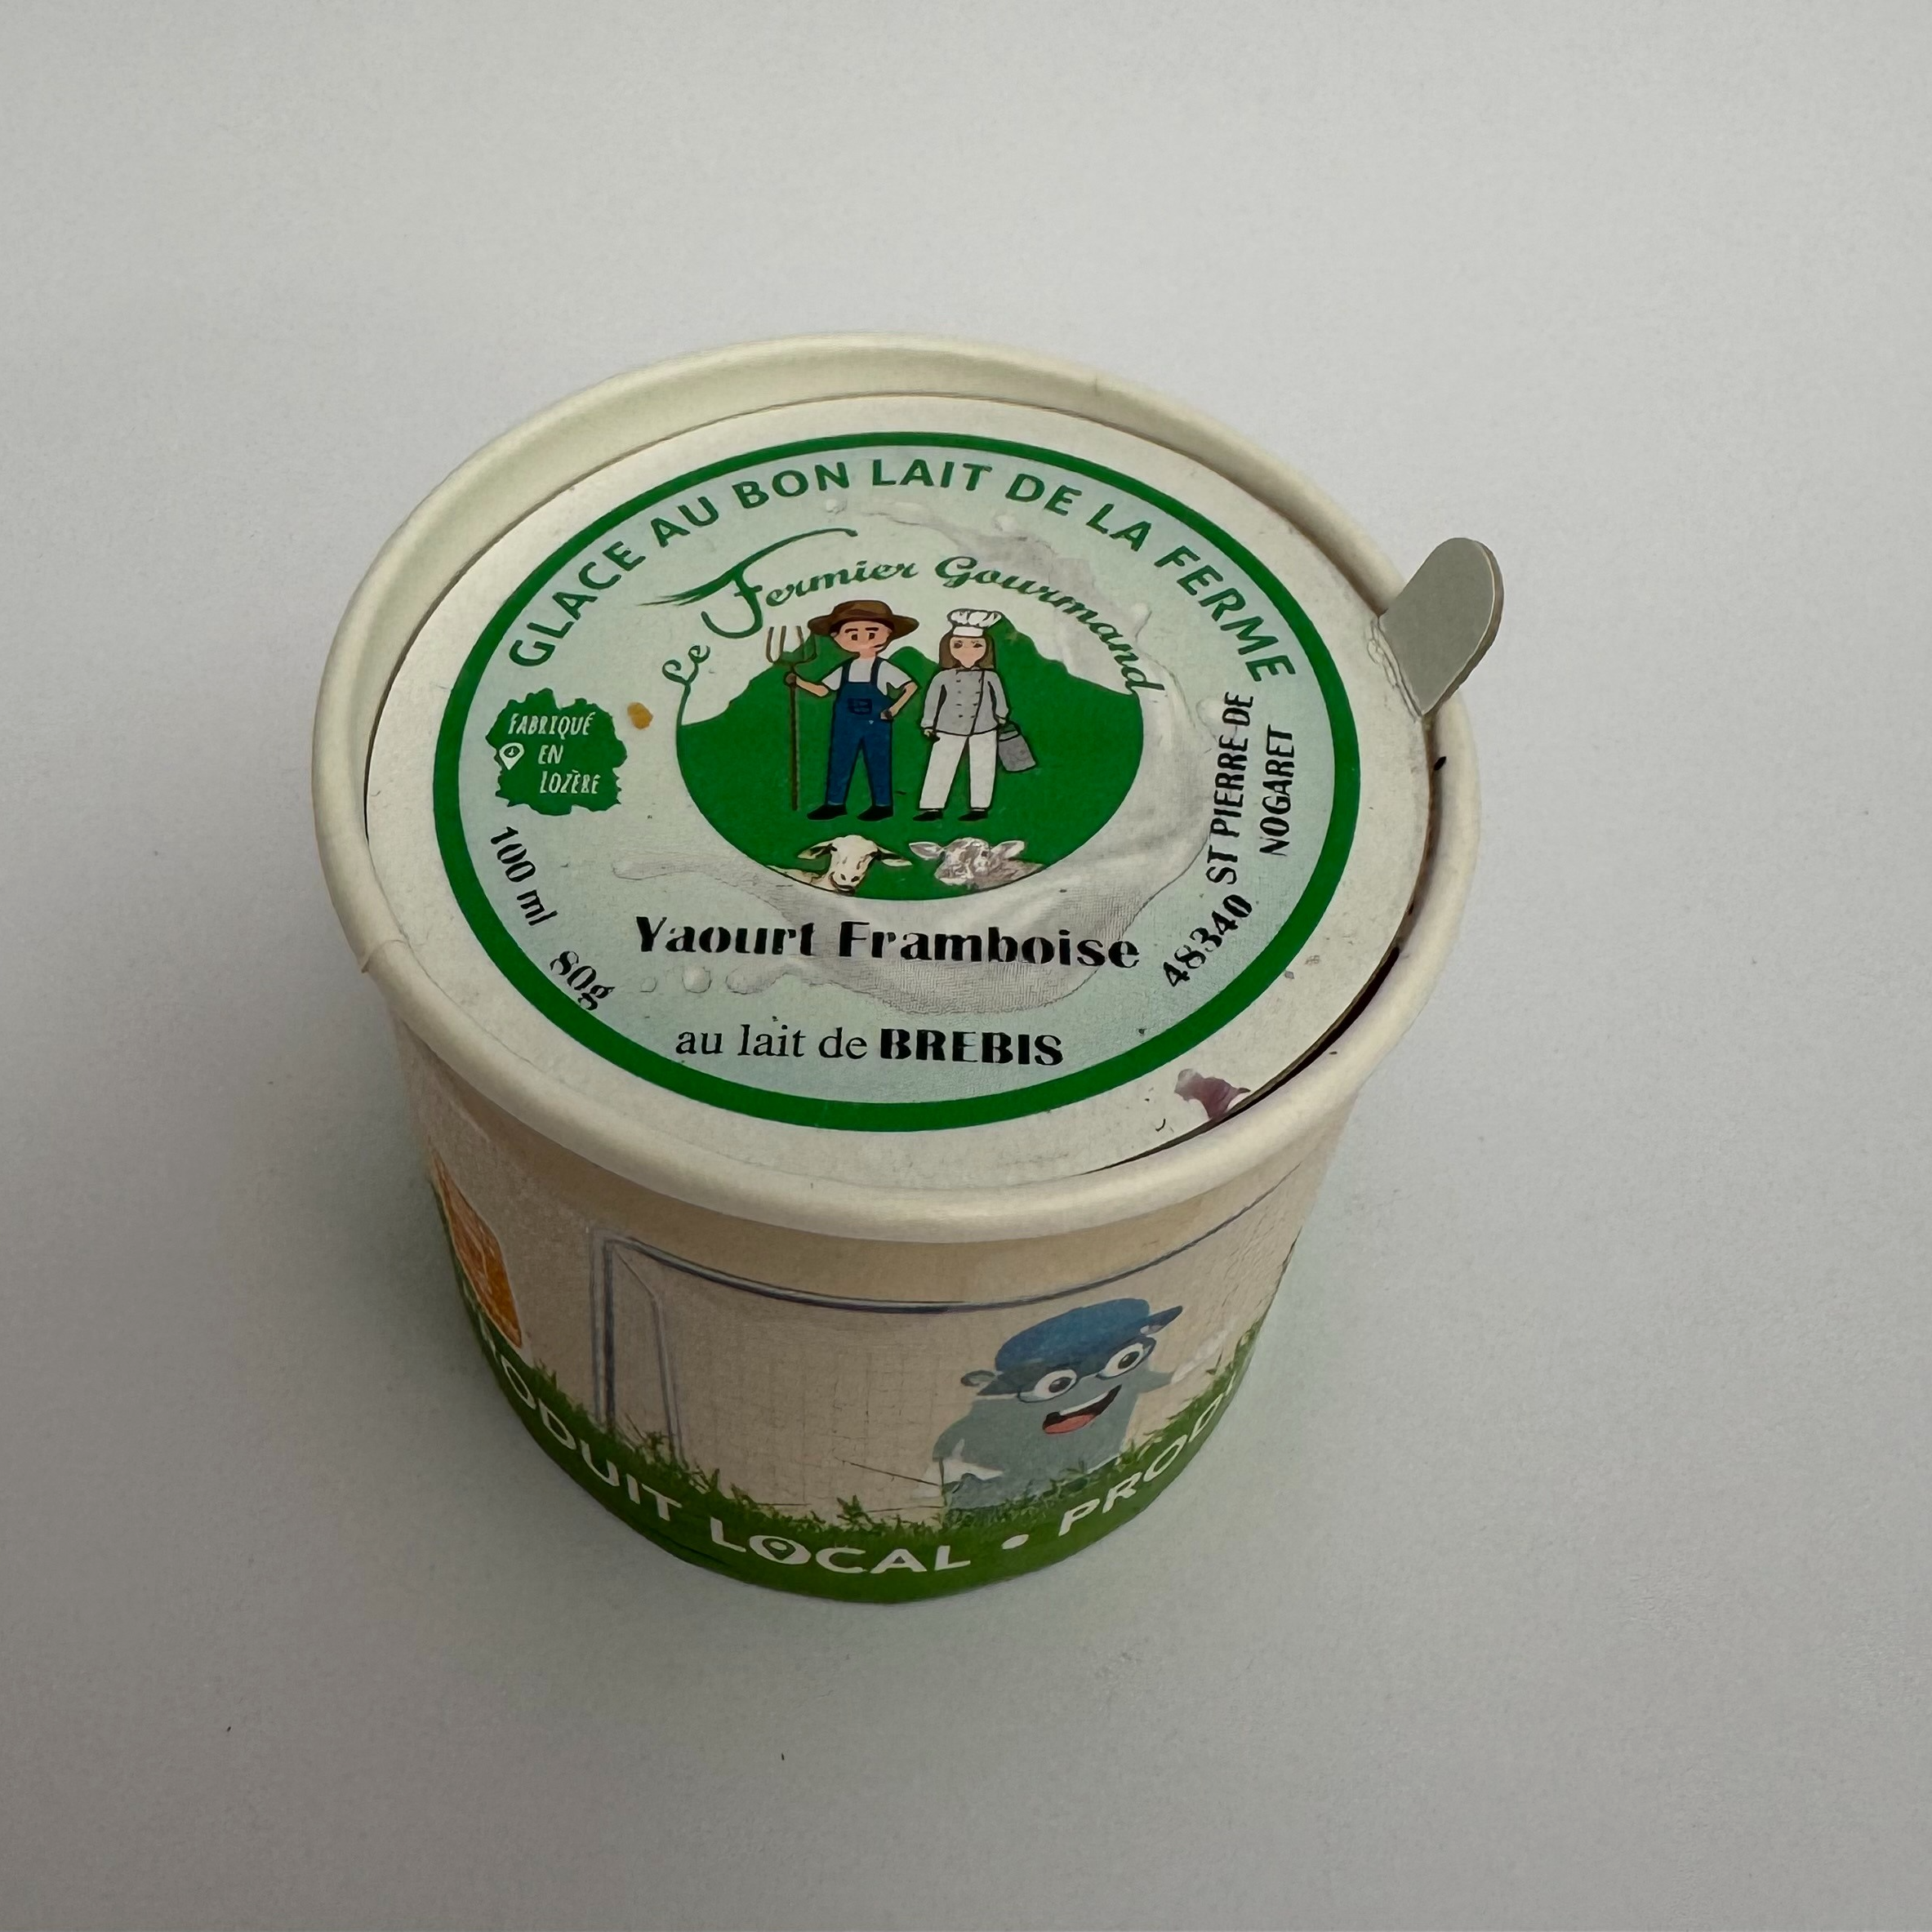 GLACE AU BON LAIT DE LA FERME
Le Fermier Gourmand
FABRIQUÉ
EN
LOZÈRE
100 ml 80g
48340 ST PIERRE DE
NOGARET
Yaourt Framboise
au lait de BREBIS
PRODUIT LOCAL •